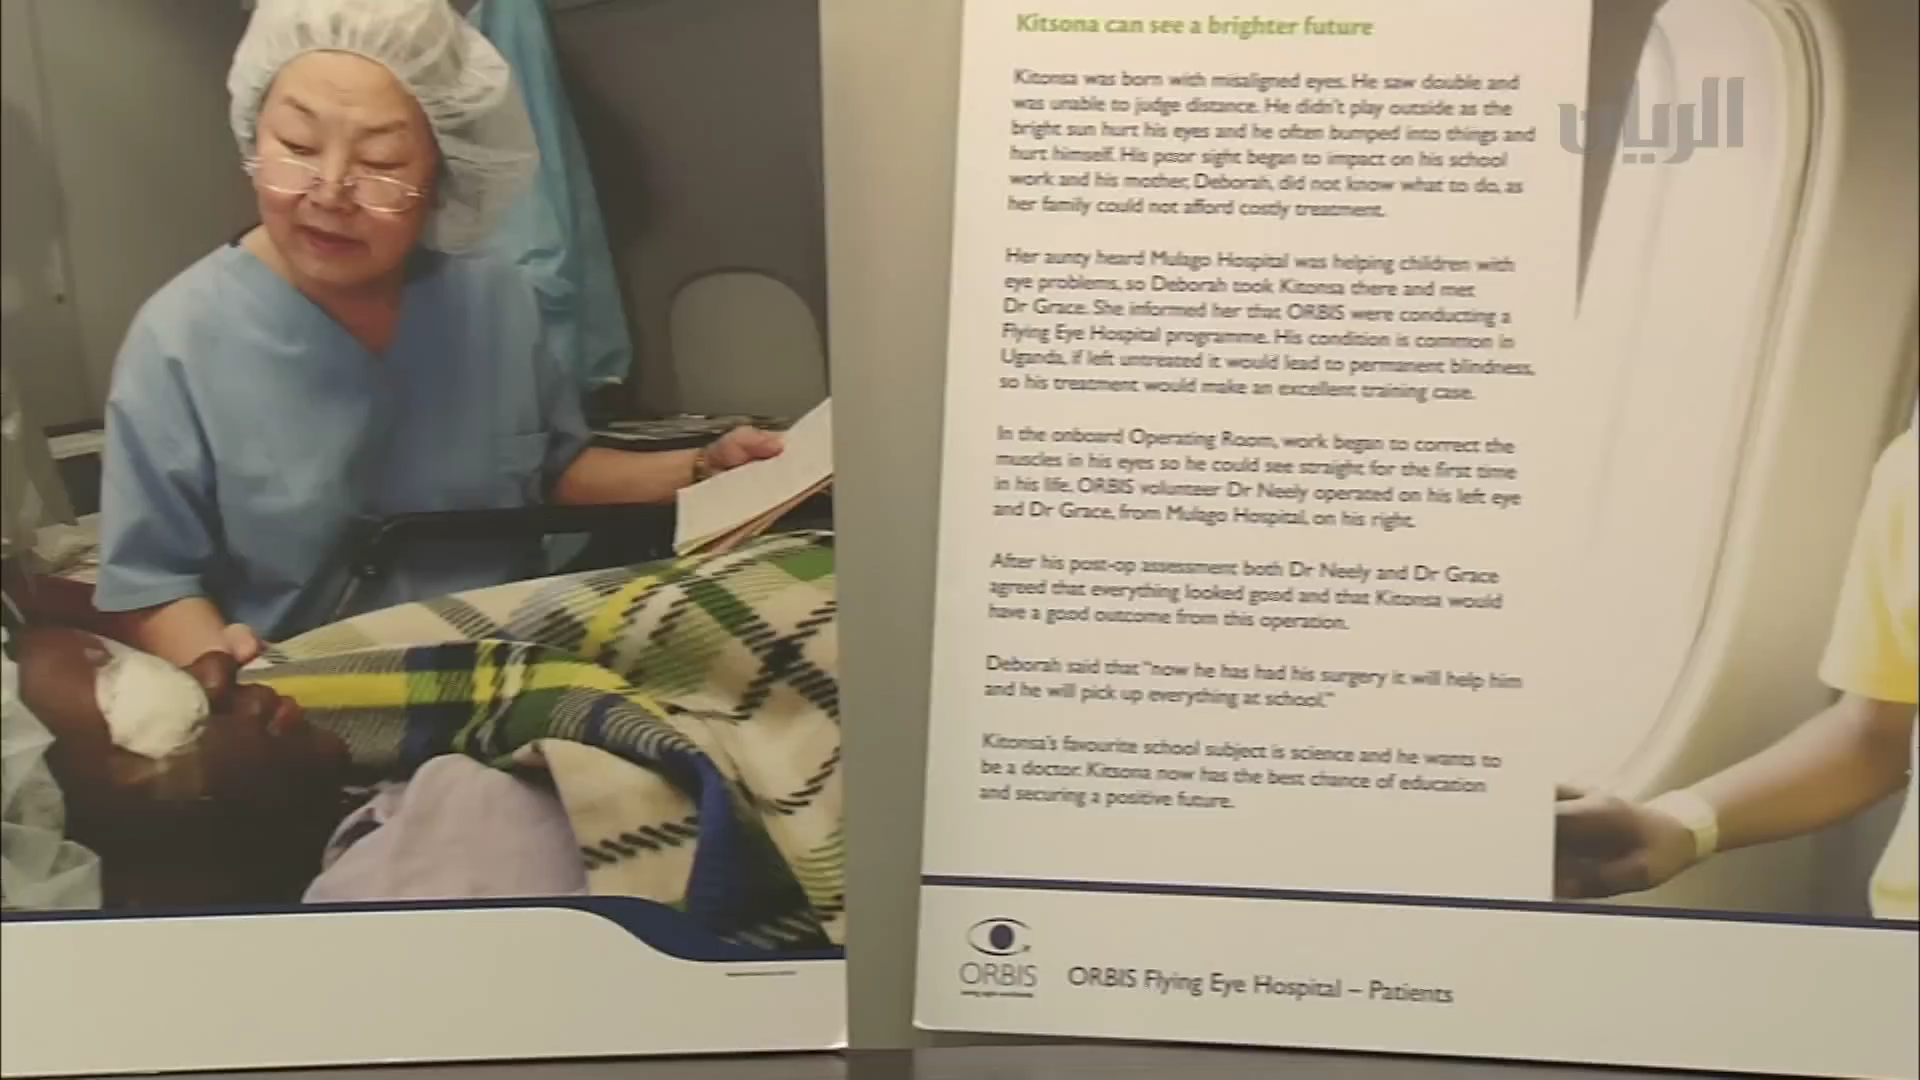 Kitsona can see a brighter future
الريان
Kitonsa was born with misaligned eyes. He saw double and
was unable to judge distance. He didn't play outside as the
bright sun hurt his eyes and he often bumped into things and
hurt himself. His poor sight began to impact on his school
work and his mother, Deborah, did not know what to do, as
her family could not afford costly treatment.
Her aunty heard Mulago Hospital was helping children with
eye problems, so Deborah took Kitonsa there and met
Dr Grace. She informed her that ORBIS were conducting a
Flying Eye Hospital programme. His condition is common in
Uganda, if left untreated it would lead to permanent blindness,
so his treatment would make an excellent training case.
In the onboard Operating Room, work began to correct the
muscles in his eyes so he could see straight for the first time
in his life. ORBIS volunteer Dr Neely operated on his left eye
and Dr Grace, from Mulago Hospital, on his right.
After his post-op assessment both Dr Neely and Dr Grace
agreed that everything looked good and that Kitonsa would
have a good outcome from this operation.
Deborah said that "now he has had his surgery it will help him
and he will pick up everything at school."
Kitonsa's favourite school subject is science and he wants to
be a doctor. Kitsona now has the best chance of education
and securing a positive future.
ORBIS
ORBIS Flying Eye Hospital – Patients